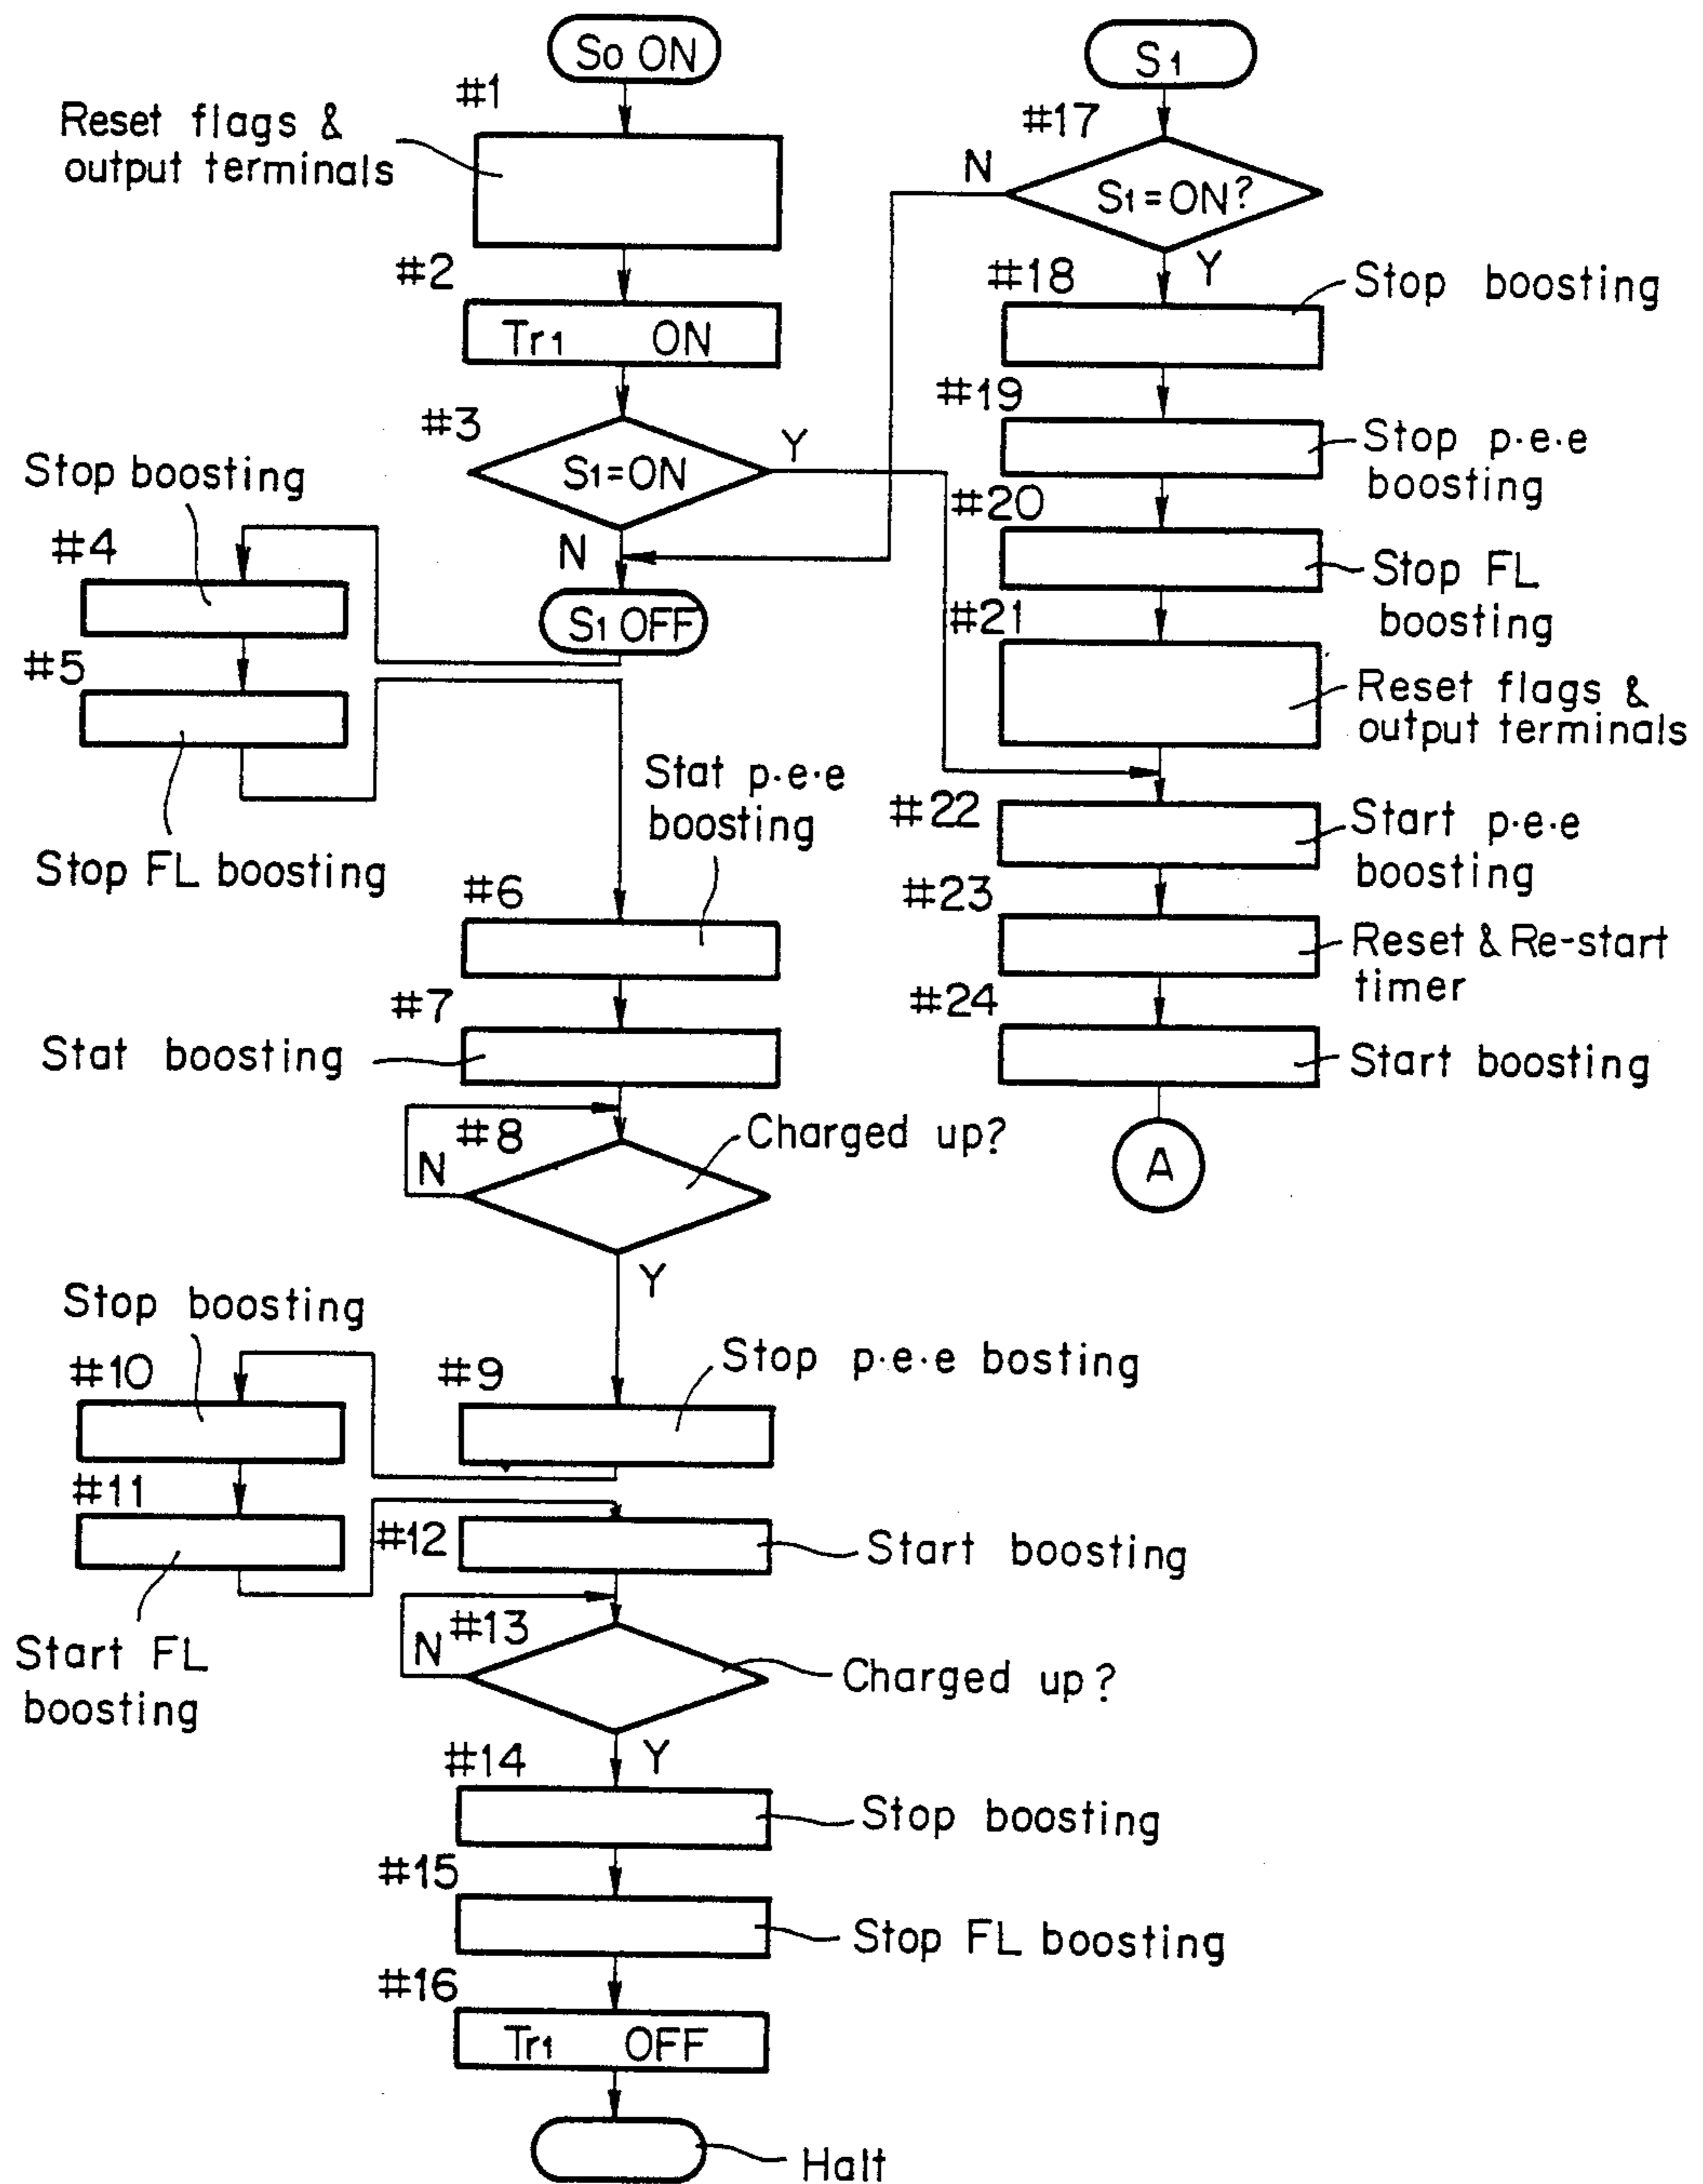 So ON
#1
Reset flags &
output terminals
#2
Tr1 ON
#3
S1=ON
Y
N
S1 OFF
Stop boosting
#4
#5
Stop FL boosting
Stat p·e·e
boosting
#6
#7
Stat boosting
#8
Charged up?
N
Y
#9
Stop p·e·e bosting
Stop boosting
#10
#11
Start FL
boosting
#12
Start boosting
#13
Charged up?
N
Y
#14
Stop boosting
#15
Stop FL boosting
#16
Tr1 OFF
Halt
S1
#17
S1=ON?
N
Y
#18
Stop boosting
#19
Stop p·e·e
boosting
#20
Stop FL
boosting
#21
Reset flags &
output terminals
#22
Start p·e·e
boosting
#23
Reset & Re-start
timer
#24
Start boosting
A